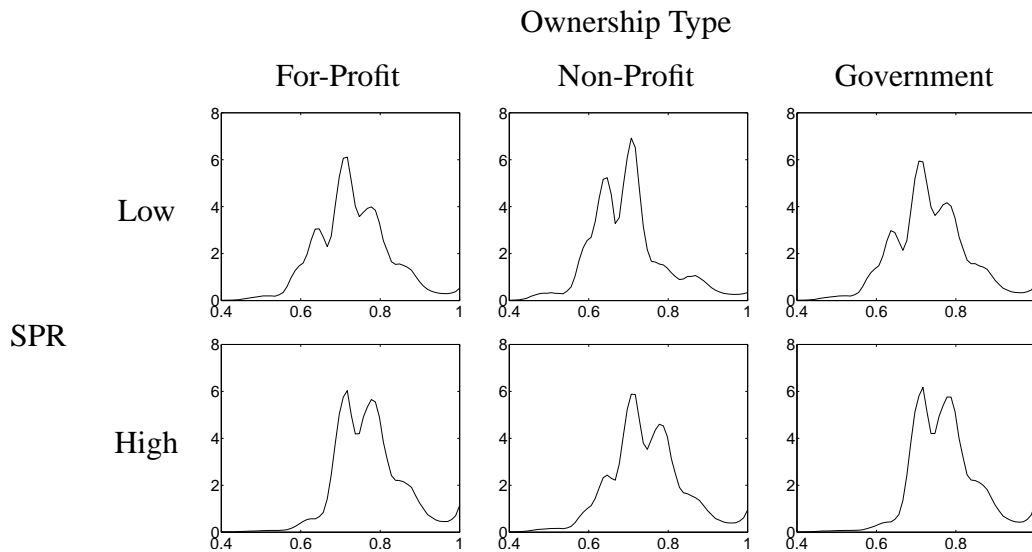 Ownership Type
For-Profit Non-Profit Government
8 8 8
6 6 6
Low 4 4 4
2 2 2
0 0 0
0.4 0.6 0.8 1 0.4 0.6 0.8 1 0.4 0.6 0.8
SPR
8 8 8
6 6 6
High 4 4 4
2 2 2
0 0 0
0.4 0.6 0.8 1 0.4 0.6 0.8 1 0.4 0.6 0.8